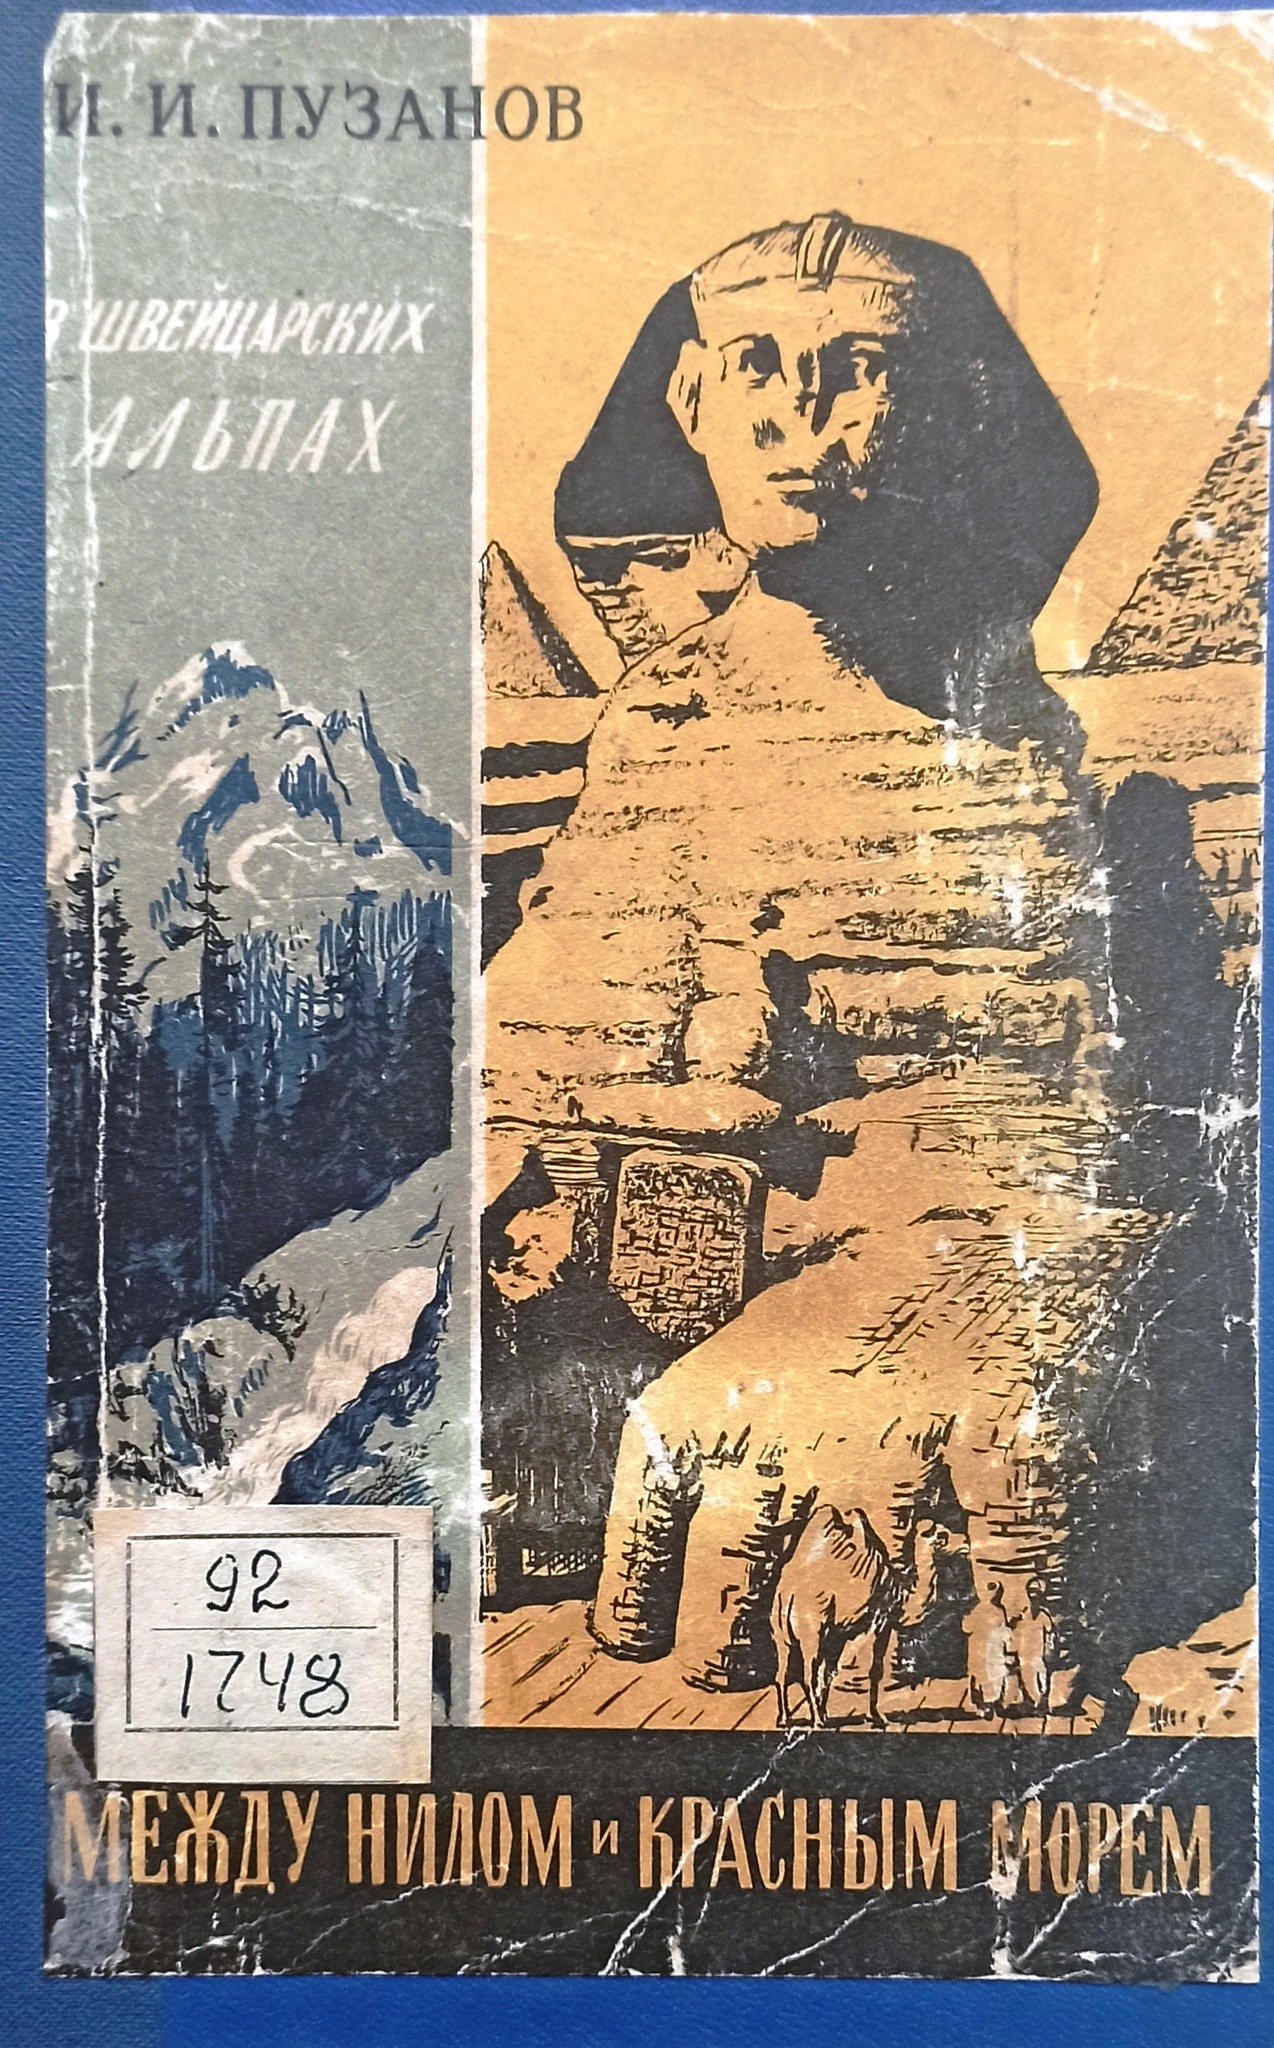 И. И. ПУЗАНОВ
В ШВЕЙЦАРСКИХ
АЛЬПАХ
92
1748
МЕЖДУ НИЛОМ и КРАСНЫМ МОРЕМ